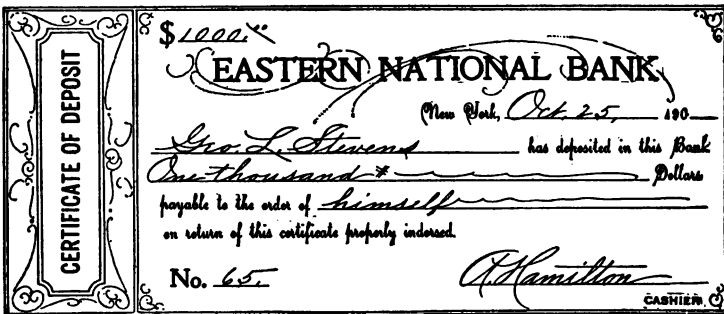 CERTIFICATE OF DEPOSIT
$1000.00
EASTERN NATIONAL BANK
New York, Oct. 25, 190
Geo. L. Stevens has deposited in this Bank
One thousand Dollars
payable to the order of himself
on return of this certificate properly indorsed.
No. 65. A. Hamilton
CASHIER.